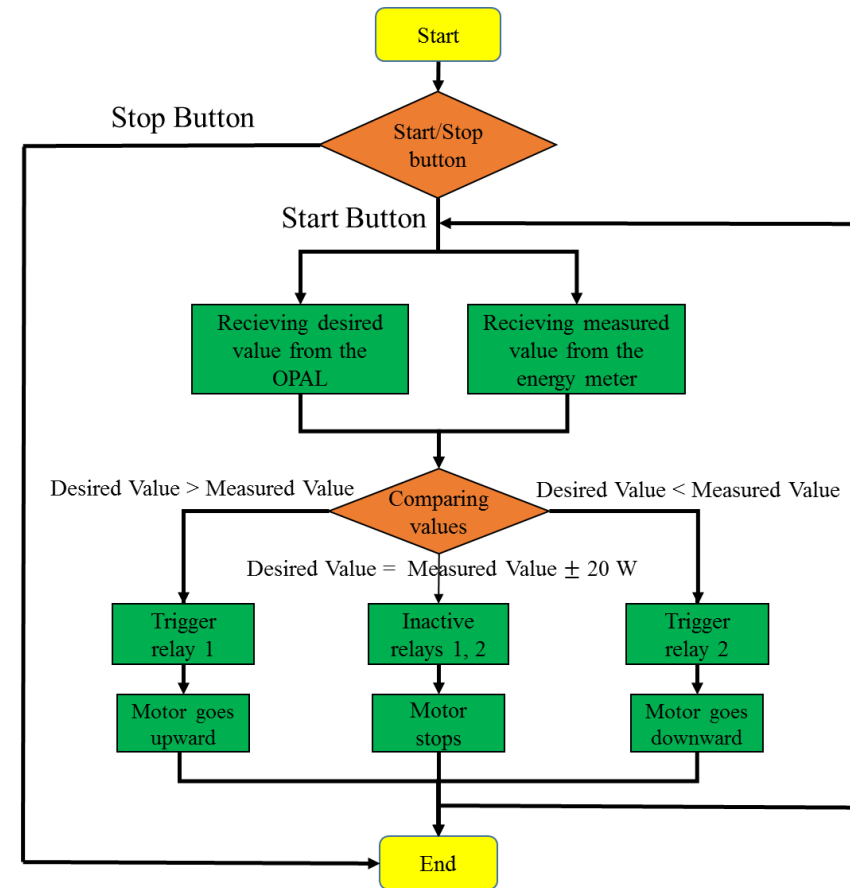 Start
Stop Button
Start/Stop
button
Start Button
Recieving desired
value from the
OPAL
Recieving measured
value from the
energy meter
Desired Value > Measured Value
Comparing
values
Desired Value < Measured Value
Desired Value = Measured Value ± 20 W
Trigger
relay 1
Inactive
relays 1, 2
Trigger
relay 2
Motor goes
upward
Motor
stops
Motor goes
downward
End